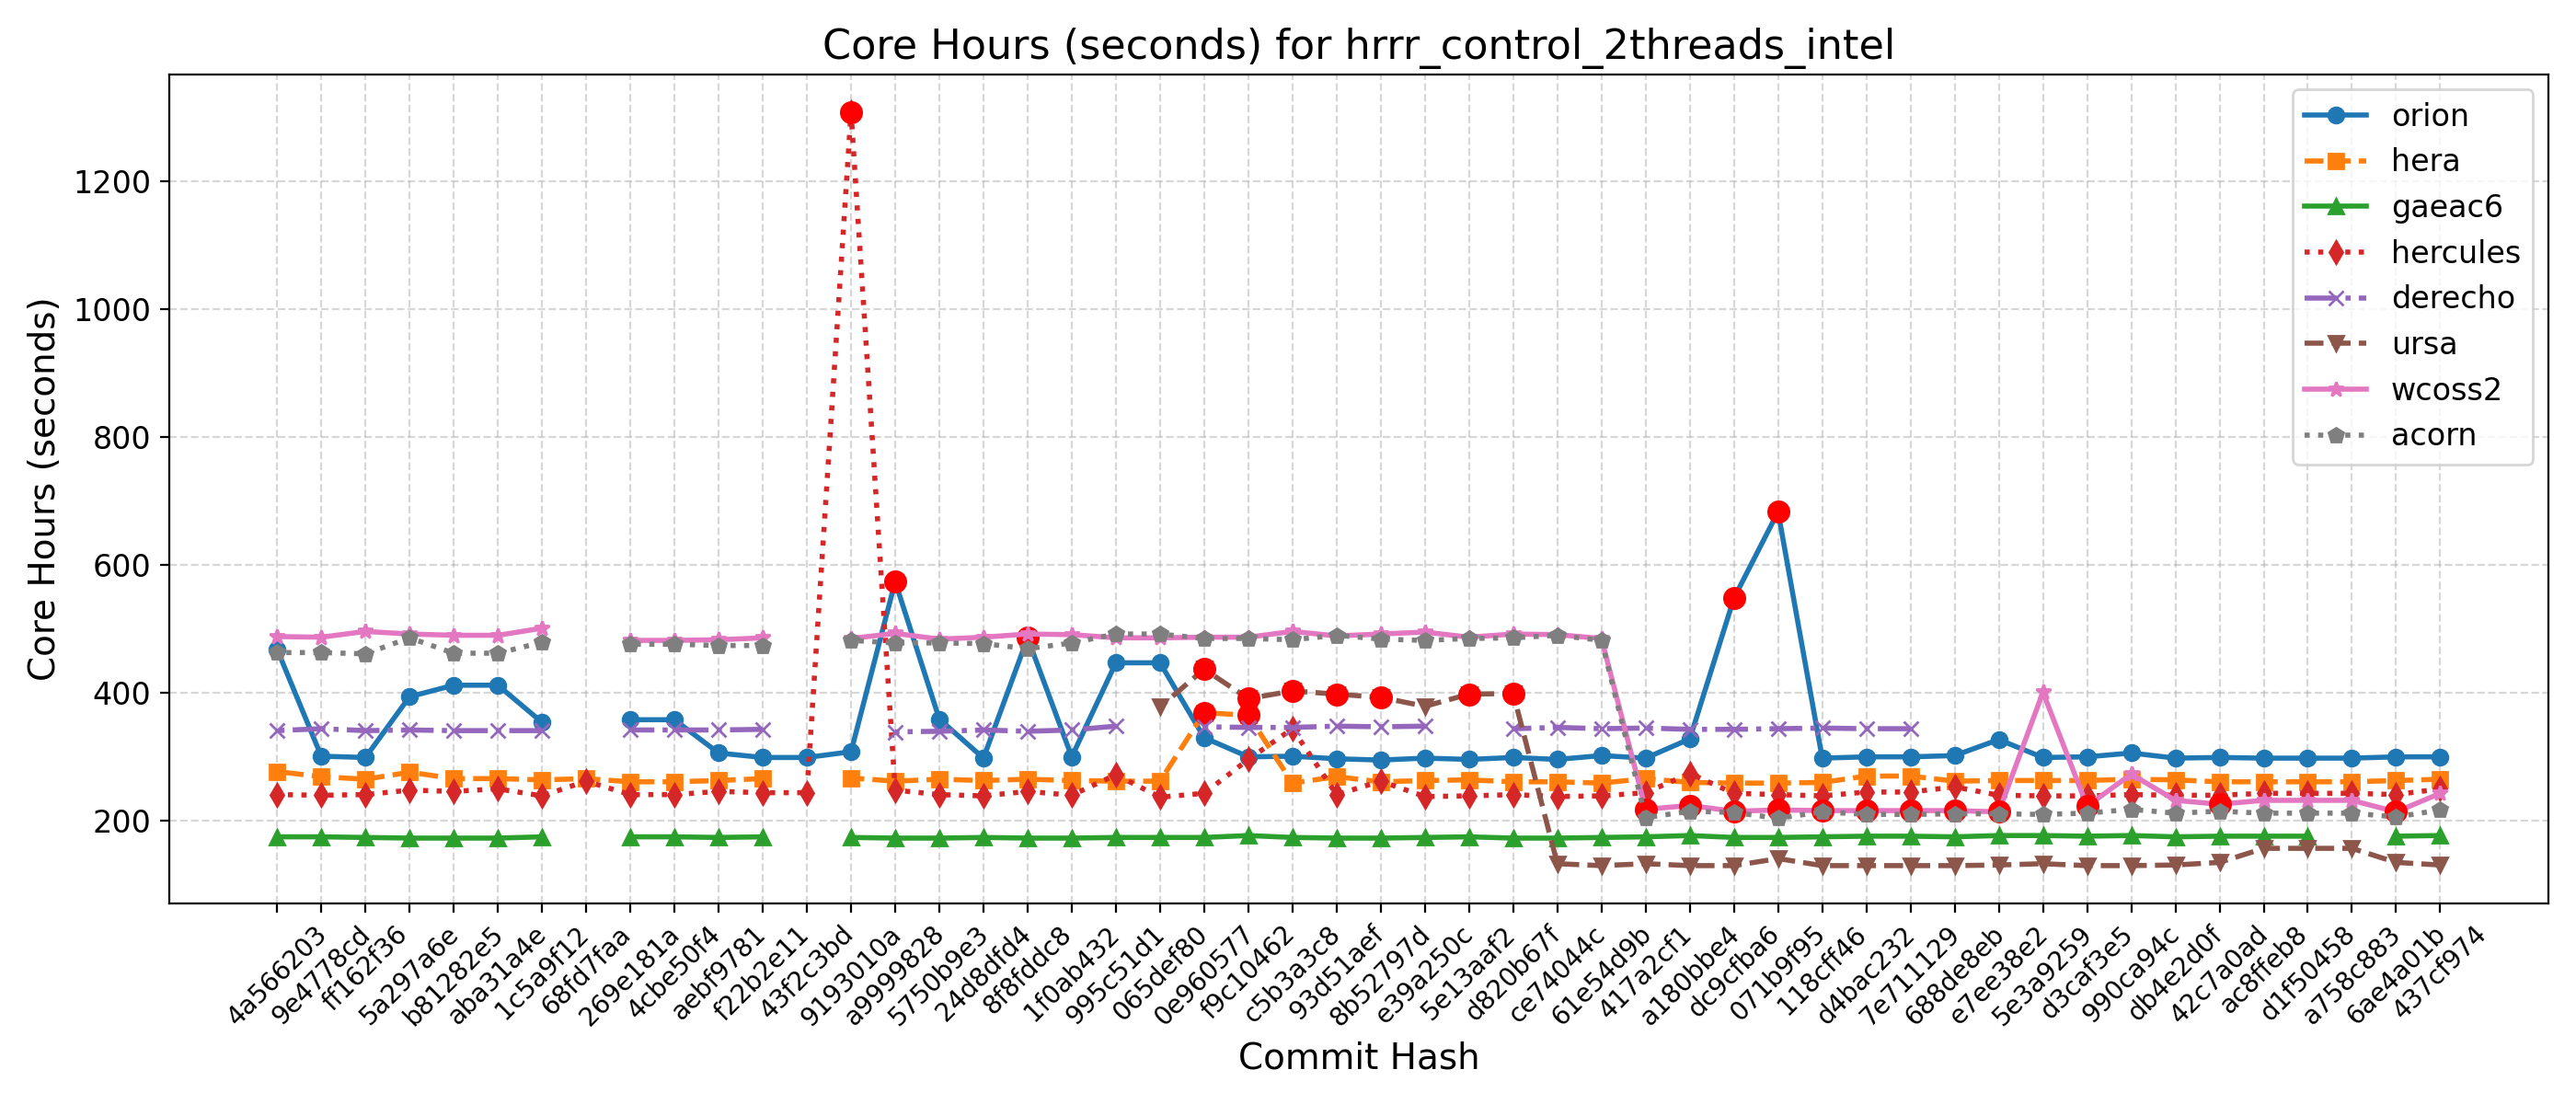 Core Hours (seconds) for hrrr_control_2threads_intel
Core Hours (seconds)
1200
1000
800
600
400
200
orion
hera
gaeac6
hercules
derecho
ursa
wcoss2
acorn
4a566203
9e4778cd
ff162f36
5a297a6e
b81282e5
aba31a4e
1c5a9f12
68fd7faa
269e181a
4cbe50f4
aebf9781
f22b2e11
43f2c3bd
9193010a
a9999828
5750b9e3
24d8dfd4
8f8fddc8
1f0ab432
995c51d1
065def80
0e960577
f9c10462
c5b3a3c8
93d51aef
8b52797d
e39a250c
5e13aaf2
d820b67f
ce74044c
61e54d9b
417a2cf1
a180bbe4
dc9cfba6
071b9f95
118cff46
d4bac232
7e711129
688de8eb
e7ee38e2
5e3a9259
d3caf3e5
990ca94c
db4e2d0f
42c7a0ad
ac8ffeb8
d1f50458
a758c883
6ae4a01b
437cf974
Commit Hash